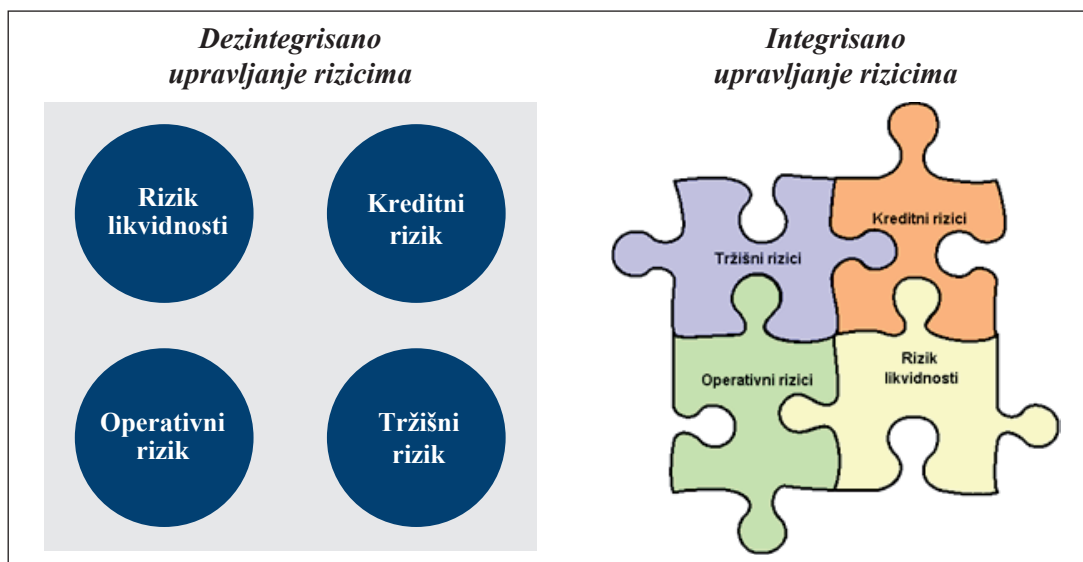 Dezintegrisano
upravljanje rizicima
Rizik
likvidnosti
Kreditni
rizik
Operativni
rizik
Tržišni
rizik
Integrisano
upravljanje rizicima
Kreditni rizici
Tržišni rizici
Operativni rizici
Rizik
likvidnosti